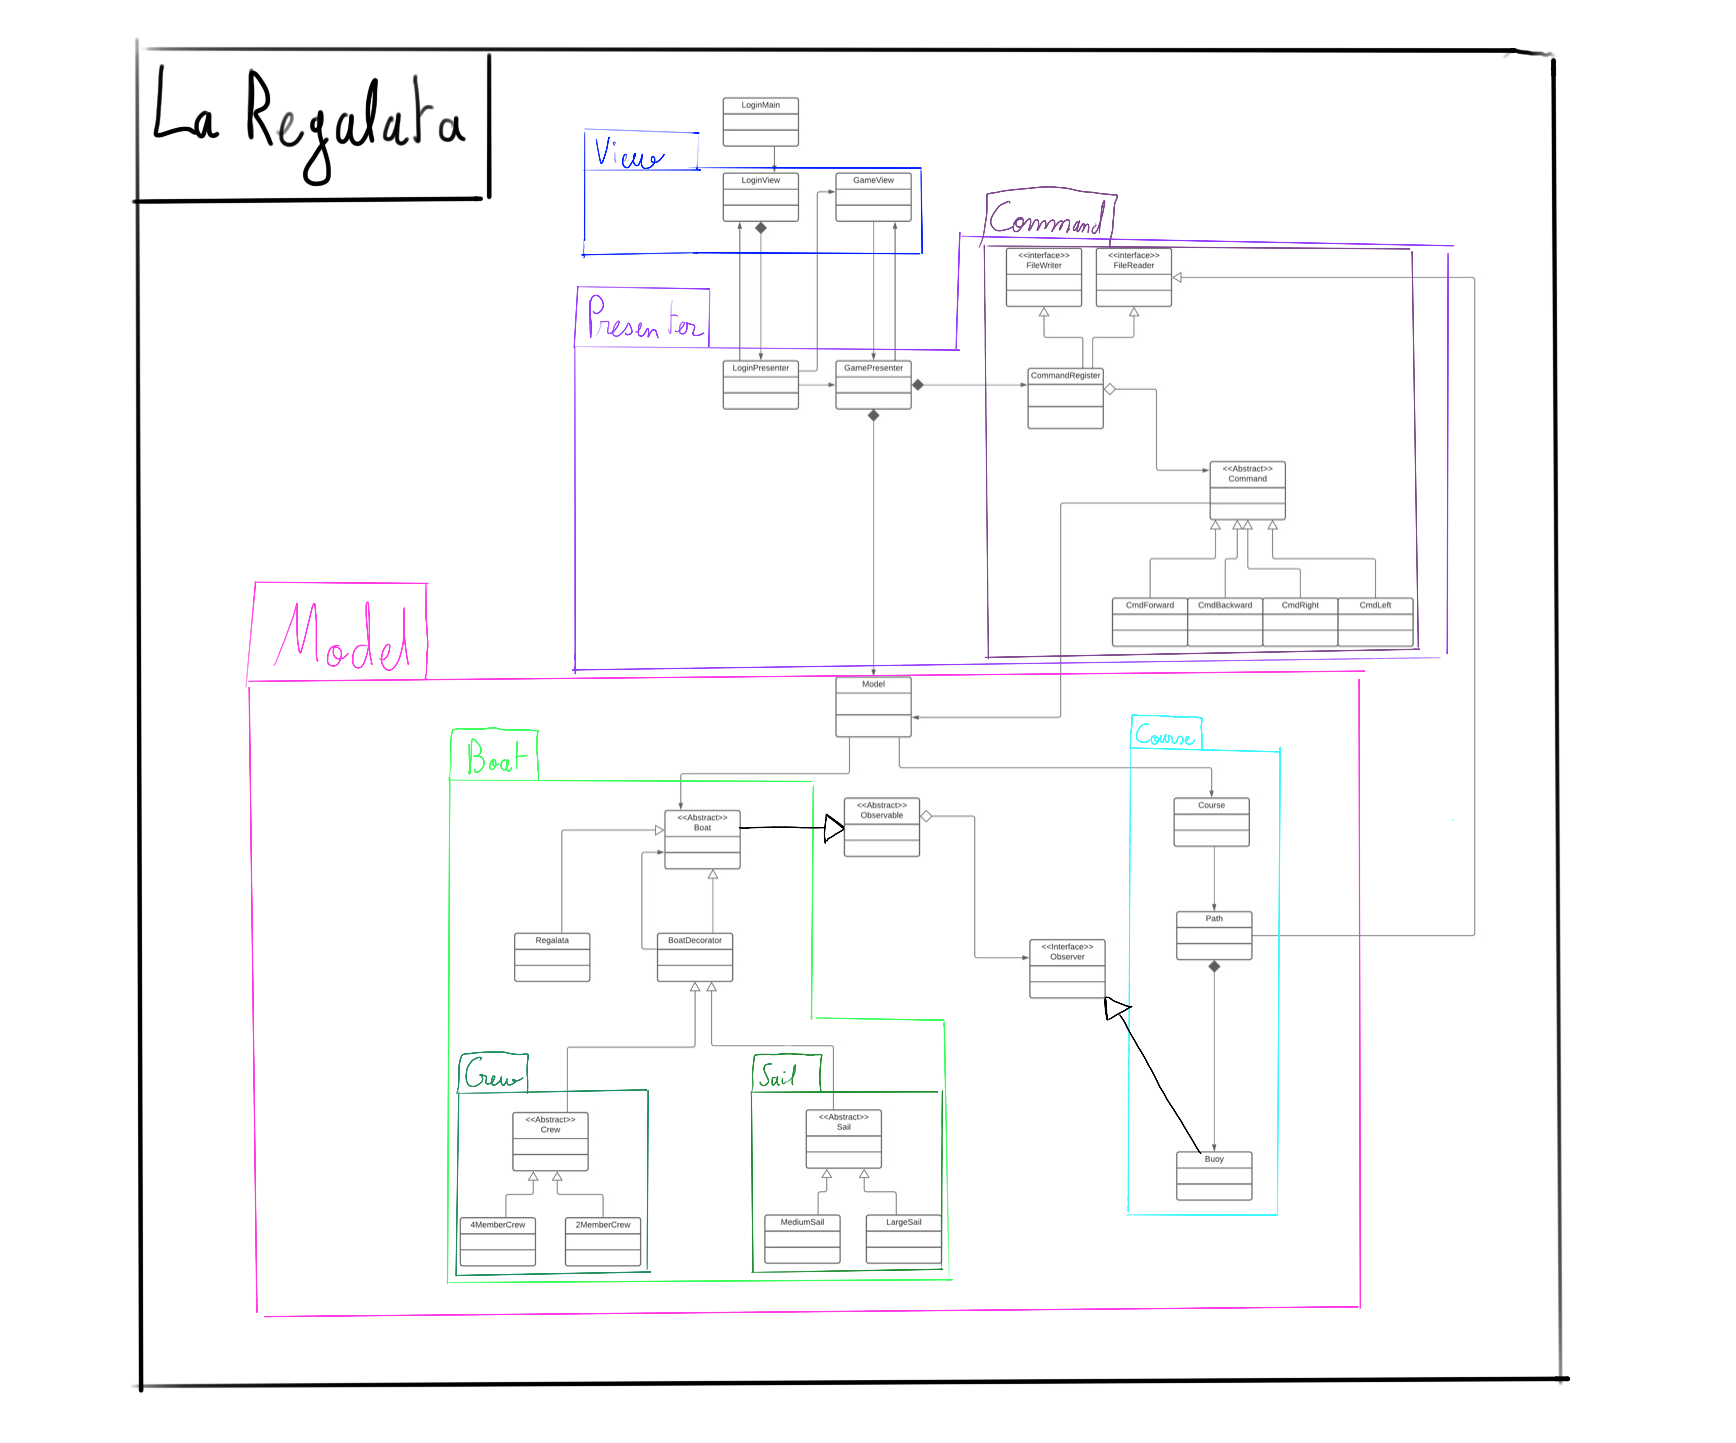 La Regalata
LoginMain
View
LoginView
GameView
Command
<<interface>>
FileWriter
<<interface>>
FileReader
Presenter
LoginPresenter
GamePresenter
CommandRegister
<<Abstract>>
Command
CmdForward
CmdBackward
CmdRight
CmdLeft
Model
Model
Boat
Course
<<Abstract>>
Boat
<<Abstract>>
Observable
Course
Path
Regalata
BoatDecorator
<<Interface>>
Observer
Crew
Sail
<<Abstract>>
Crew
<<Abstract>>
Sail
Buoy
4MemberCrew
2MemberCrew
MediumSail
LargeSail